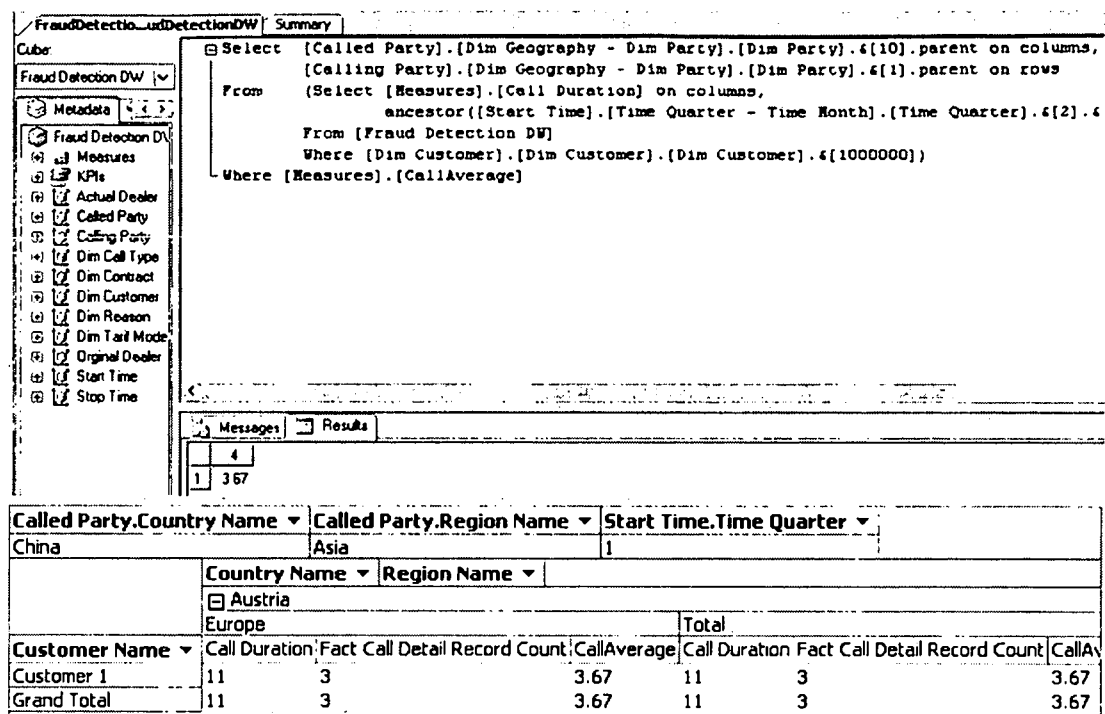 FraudDetectio...udDetectionDW Summary
Cube:
Fraud Detection DW
Metadata
Fraud Detection D\
Measures
KPIs
Actual Dealer
Called Party
Calling Party
Dim Call Type
Dim Contract
Dim Customer
Dim Reason
Dim Tarif Mode
Orginal Dealer
Start Time
Stop Time
Select [Called Party].[Dim Geography - Dim Party].[Dim Party].&[10].parent on columns,
[Calling Party].[Dim Geography - Dim Party].[Dim Party].&[1].parent on rows
From (Select [Measures].[Call Duration] on columns,
ancestor([Start Time].[Time Quarter - Time Month].[Time Quarter].&[2].&
From [Fraud Detection DW]
Where [Dim Customer].[Dim Customer].[Dim Customer].&[1000000])
Where [Measures].[CallAverage]
Messages Results
4
1 3.67
Called Party.Country Name Called Party.Region Name Start Time.Time Quarter
China Asia 1
Country Name Region Name
Austria
Europe Total
Customer Name Call Duration Fact Call Detail Record Count CallAverage Call Duration Fact Call Detail Record Count CallAv
Customer 1 11 3 3.67 11 3 3.67
Grand Total 11 3 3.67 11 3 3.67